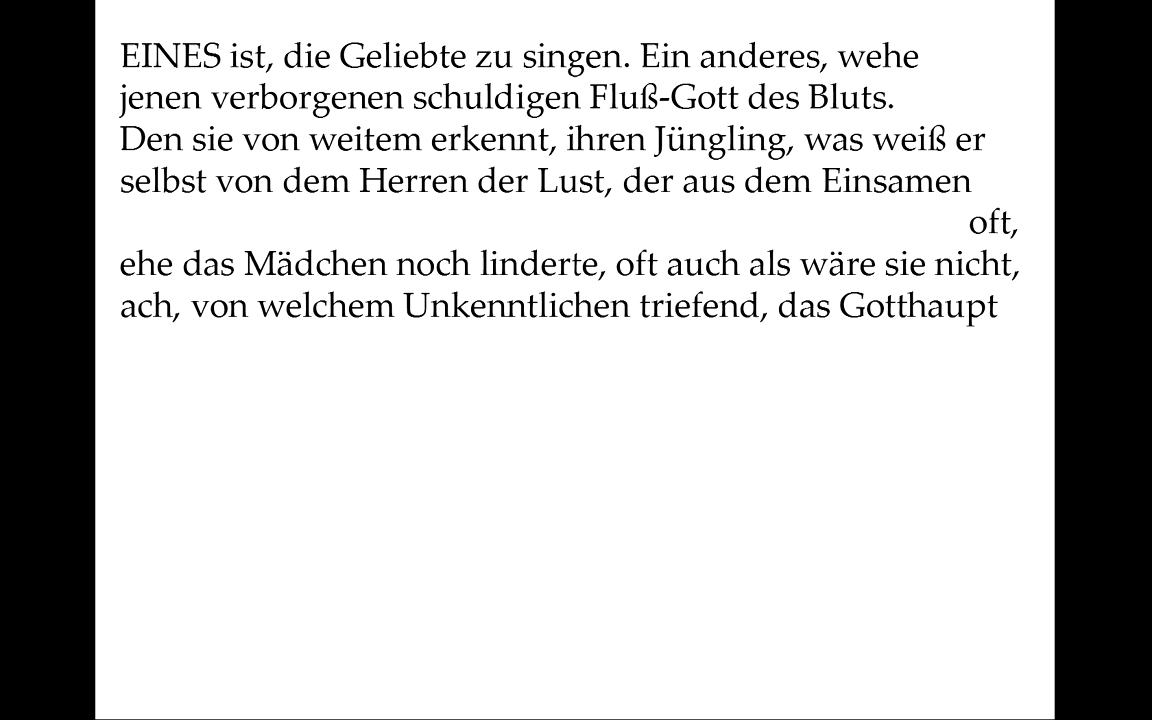 EINES ist, die Geliebte zu singen. Ein anderes, wehe
jenen verborgenen schuldigen Fluß-Gott des Bluts.
Den sie von weitem erkennt, ihren Jüngling, was weiß er
selbst von dem Herren der Lust, der aus dem Einsamen
oft,
ehe das Mädchen noch linderte, oft auch als wäre sie nicht,
ach, von welchem Unkenntlichen triefend, das Gotthaupt